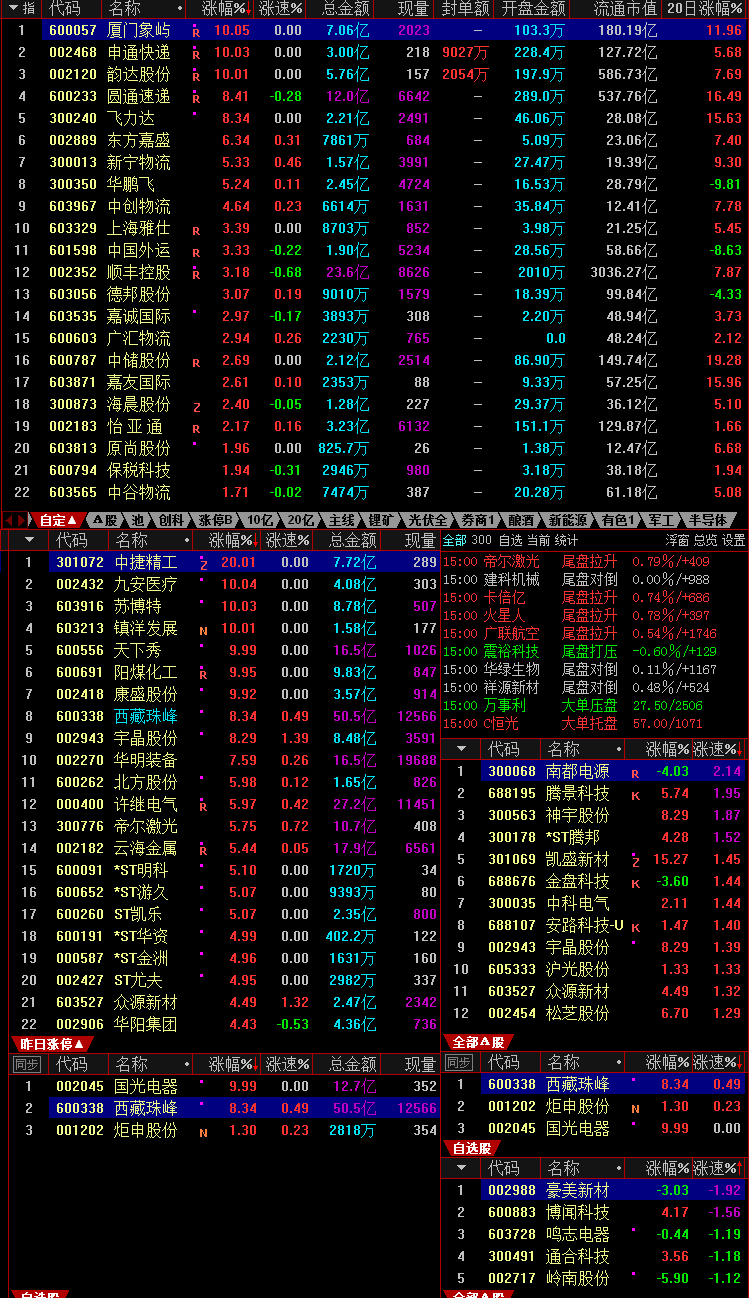 指 代码 名称 涨幅%↓ 涨速% 总金额 现量 封单额 开盘金额 流通市值 20日涨幅%
1 600057 厦门象屿 R 10.05 0.00 7.06亿 2023 — 103.3万 180.19亿 11.96
2 002468 申通快递 R 10.03 0.00 3.00亿 218 9027万 228.4万 127.72亿 5.68
3 002120 韵达股份 R 10.01 0.00 5.76亿 157 2054万 197.9万 586.73亿 7.69
4 600233 圆通速递 R 8.41 -0.28 12.0亿 6642 — 289.0万 537.76亿 16.49
5 300240 飞力达 8.34 0.00 2.21亿 2491 — 46.06万 28.08亿 15.63
6 002889 东方嘉盛 6.34 0.31 7861万 684 — 5.09万 23.06亿 7.40
7 300013 新宁物流 5.33 0.46 1.57亿 3991 — 27.47万 19.39亿 9.30
8 300350 华鹏飞 5.24 0.11 2.45亿 4724 — 16.53万 28.79亿 -9.81
9 603967 中创物流 4.64 0.23 6614万 1631 — 35.84万 12.41亿 7.78
10 603329 上海雅仕 R 3.39 0.00 8703万 852 — 3.98万 21.25亿 5.45
11 601598 中国外运 R 3.33 -0.22 1.90亿 5234 — 28.56万 58.66亿 -8.63
12 002352 顺丰控股 R 3.18 -0.68 23.6亿 8626 — 2010万 3036.27亿 7.87
13 603056 德邦股份 3.07 0.19 9010万 1579 — 18.39万 99.84亿 -4.33
14 603535 嘉诚国际 2.97 -0.17 3893万 308 — 2.20万 48.94亿 3.73
15 600603 广汇物流 2.94 0.26 2230万 765 — 0.0 48.24亿 2.12
16 600787 中储股份 R 2.69 0.00 2.12亿 2514 — 86.90万 149.74亿 19.28
17 603871 嘉友国际 2.61 0.10 2353万 88 — 9.33万 57.25亿 15.96
18 300873 海晨股份 Z 2.40 -0.05 1.28亿 227 — 29.37万 36.12亿 5.10
19 002183 怡亚通 R 2.17 0.16 3.23亿 6132 — 151.1万 129.87亿 1.66
20 603813 原尚股份 1.96 0.00 825.7万 26 — 1.38万 12.47亿 6.68
21 600794 保税科技 1.94 -0.31 2946万 980 — 3.18万 38.18亿 1.94
22 603565 中谷物流 1.71 -0.02 7474万 387 — 20.28万 61.18亿 5.08
自定▲ A股 池 创科 涨停B 10亿 20亿 主线 锂矿 光伏全 券商1 酿酒 新能源 有色1 军工 半导体
代码 名称 涨幅%↓ 涨速% 总金额 现量
1 301072 中捷精工 Z 20.01 0.00 7.72亿 289
2 002432 九安医疗 10.04 0.00 4.08亿 303
3 603916 苏博特 10.03 0.00 8.78亿 507
4 603213 镇洋发展 N 10.01 0.00 1.58亿 177
5 600556 天下秀 9.99 0.00 16.5亿 1026
6 600691 阳煤化工 R 9.95 0.00 9.83亿 847
7 002418 康盛股份 9.92 0.00 3.57亿 914
8 600338 西藏珠峰 8.34 0.49 50.5亿 12566
9 002943 宇晶股份 8.29 1.39 8.48亿 3591
10 002270 华明装备 7.59 0.26 16.5亿 19688
11 600262 北方股份 5.98 0.12 1.65亿 826
12 000400 许继电气 R 5.97 0.42 27.2亿 11451
13 300776 帝尔激光 5.75 0.72 10.7亿 408
14 002182 云海金属 R 5.44 0.05 17.9亿 6561
15 600091 *ST明科 5.10 0.00 1720万 34
16 600652 *ST游久 5.07 0.00 9393万 80
17 600260 ST凯乐 5.07 0.00 2.35亿 800
18 600191 *ST华资 4.99 0.00 402.2万 122
19 000587 *ST金洲 4.96 0.00 1631万 160
20 002427 ST尤夫 4.95 0.00 2982万 337
21 603527 众源新材 4.49 1.32 2.47亿 2342
22 002906 华阳集团 4.43 -0.53 4.36亿 736
昨日涨停▲
同步 代码 名称 涨幅%↓ 涨速% 总金额 现量
1 002045 国光电器 9.99 0.00 12.7亿 352
2 600338 西藏珠峰 8.34 0.49 50.5亿 12566
3 001202 炬申股份 N 1.30 0.23 2818万 354
自选股
全部 300 自选 当前 统计 浮窗 总览 设置
15:00 帝尔激光 尾盘拉升 0.79%/+409
15:00 建科机械 尾盘对倒 0.00%/+988
15:00 卡倍亿 尾盘拉升 0.74%/+686
15:00 火星人 尾盘拉升 0.78%/+397
15:00 广联航空 尾盘拉升 0.54%/+1746
15:00 震裕科技 尾盘打压 -0.60%/+129
15:00 华绿生物 尾盘对倒 0.11%/+1167
15:00 祥源新材 尾盘对倒 0.48%/+524
15:00 万事利 大单压盘 27.50/2506
15:00 C恒光 大单托盘 57.00/1071
代码 名称 涨幅% 涨速%↓
1 300068 南都电源 R -4.03 2.14
2 688195 腾景科技 K 5.74 1.95
3 300563 神宇股份 8.29 1.87
4 300178 *ST腾邦 4.28 1.52
5 301069 凯盛新材 Z 15.27 1.45
6 688676 金盘科技 K -3.60 1.44
7 300035 中科电气 2.11 1.44
8 688107 安路科技-U K 1.47 1.40
9 002943 宇晶股份 8.29 1.39
10 605333 沪光股份 1.33 1.33
11 603527 众源新材 4.49 1.32
12 002454 松芝股份 6.70 1.29
全部A股
同步 代码 名称 涨幅% 涨速%↓
1 600338 西藏珠峰 8.34 0.49
2 001202 炬申股份 N 1.30 0.23
3 002045 国光电器 9.99 0.00
自选股
代码 名称 涨幅% 涨速%↑
1 002988 豪美新材 -3.03 -1.92
2 600883 博闻科技 4.17 -1.56
3 603728 鸣志电器 -0.44 -1.19
4 300491 通合科技 3.56 -1.18
5 002717 岭南股份 -5.90 -1.12
全部A股